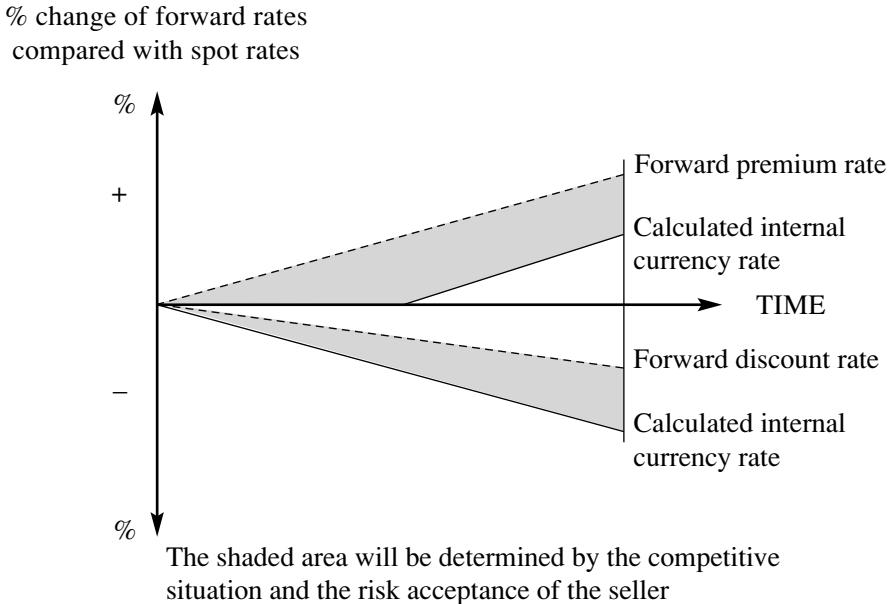 % change of forward rates
compared with spot rates
%
+
Forward premium rate
Calculated internal
currency rate
TIME
Forward discount rate
–
Calculated internal
currency rate
%
The shaded area will be determined by the competitive
situation and the risk acceptance of the seller